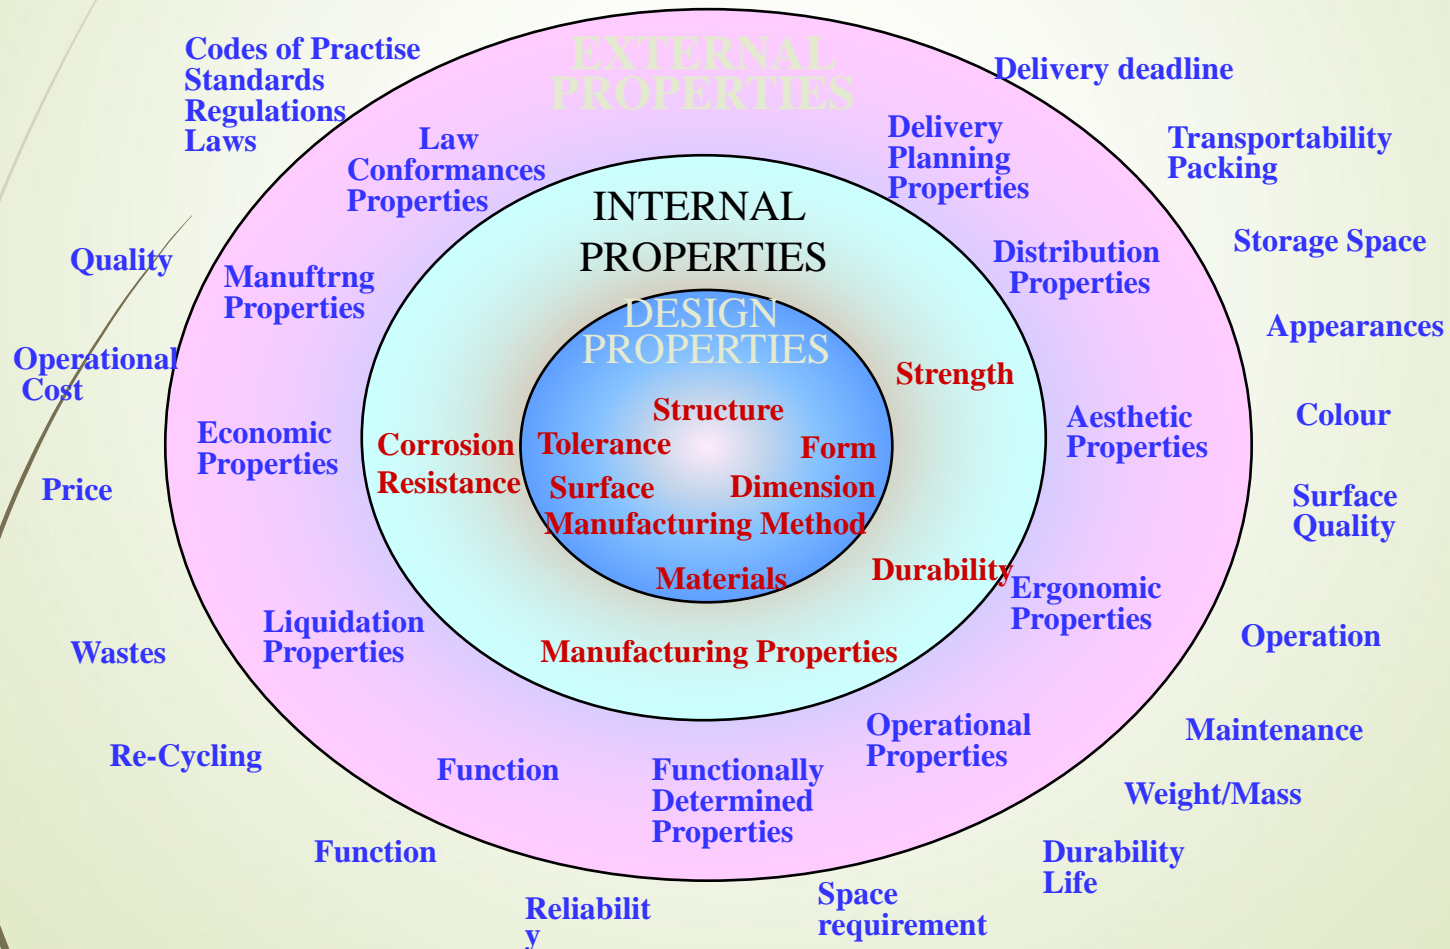 EXTERNAL
PROPERTIES
Codes of Practise
Standards
Regulations
Laws
Delivery deadline
Law
Conformances
Properties
Delivery
Planning
Properties
Transportability
Packing
INTERNAL
PROPERTIES
Quality
Manuftrng
Properties
Distribution
Properties
Storage Space
DESIGN
PROPERTIES
Appearances
Operational
Cost
Strength
Structure
Economic
Properties
Corrosion
Resistance
Tolerance
Form
Aesthetic
Properties
Colour
Price
Surface
Dimension
Surface
Quality
Manufacturing Method
Materials
Durability
Ergonomic
Properties
Liquidation
Properties
Wastes
Manufacturing Properties
Operation
Operational
Properties
Maintenance
Re-Cycling
Function
Functionally
Determined
Properties
Weight/Mass
Function
Durability
Life
Reliabilit
y
Space
requirement